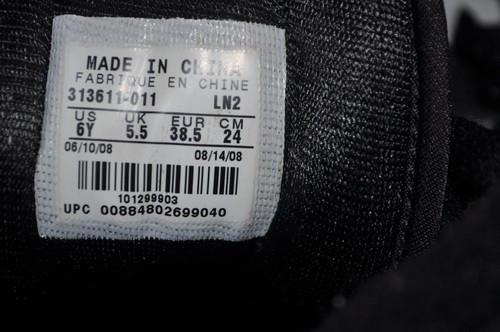 MADE IN CHINA
FABRIQUE EN CHINE
313611-011 LN2
US UK EUR CM
6Y 5.5 38.5 24
06/10/08 08/14/08
101299903
UPC 00884802699040